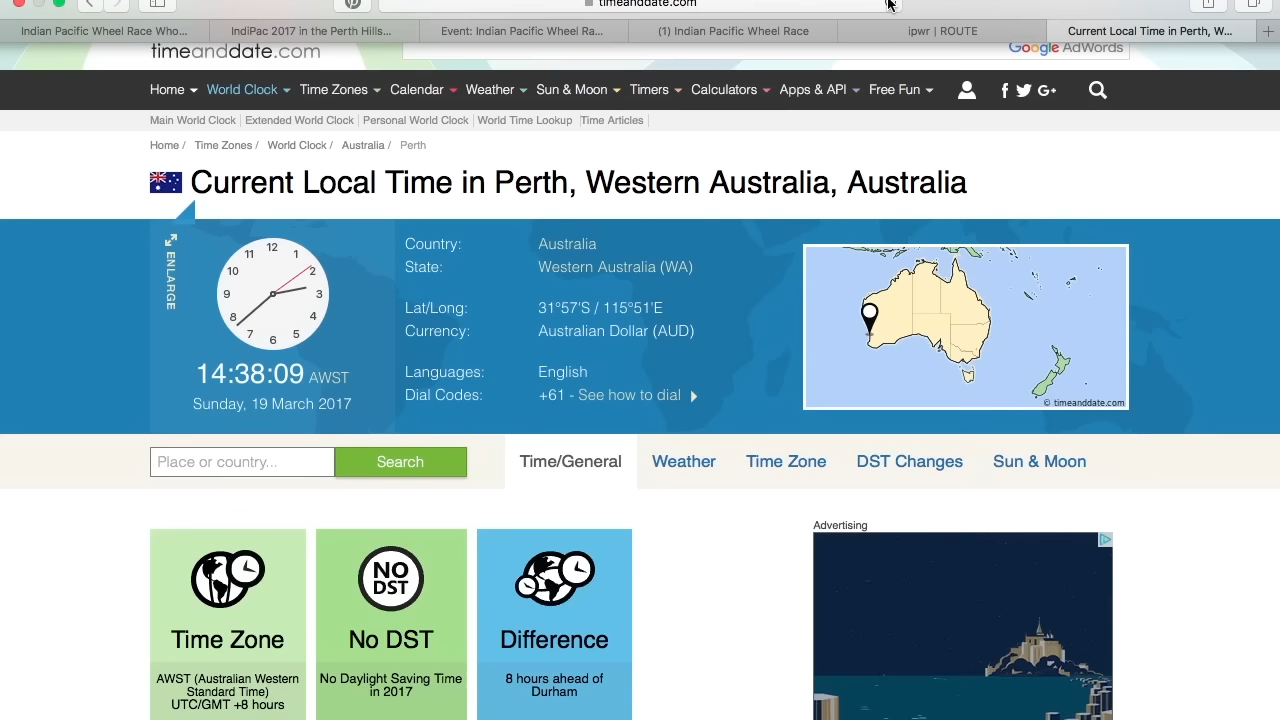 timeanddate.com
Indian Pacific Wheel Race Who...
IndiPac 2017 in the Perth Hills...
Event: Indian Pacific Wheel Ra...
(1) Indian Pacific Wheel Race
ipwr | ROUTE
Current Local Time in Perth, W...
timeanddate.com
Google AdWords
Home World Clock Time Zones Calendar Weather Sun & Moon Timers Calculators Apps & API Free Fun
Main World Clock Extended World Clock Personal World Clock World Time Lookup Time Articles
Home / Time Zones / World Clock / Australia / Perth
Current Local Time in Perth, Western Australia, Australia
ENLARGE
12
1
2
3
4
5
6
7
8
9
10
11
14:38:09 AWST
Sunday, 19 March 2017
Country: Australia
State: Western Australia (WA)
Lat/Long: 31°57'S / 115°51'E
Currency: Australian Dollar (AUD)
Languages: English
Dial Codes: +61 - See how to dial
© timeanddate.com
Place or country...
Search
Time/General
Weather
Time Zone
DST Changes
Sun & Moon
Advertising
Time Zone
AWST (Australian Western
Standard Time)
UTC/GMT +8 hours
NO
DST
No DST
No Daylight Saving Time
in 2017
Difference
8 hours ahead of
Durham